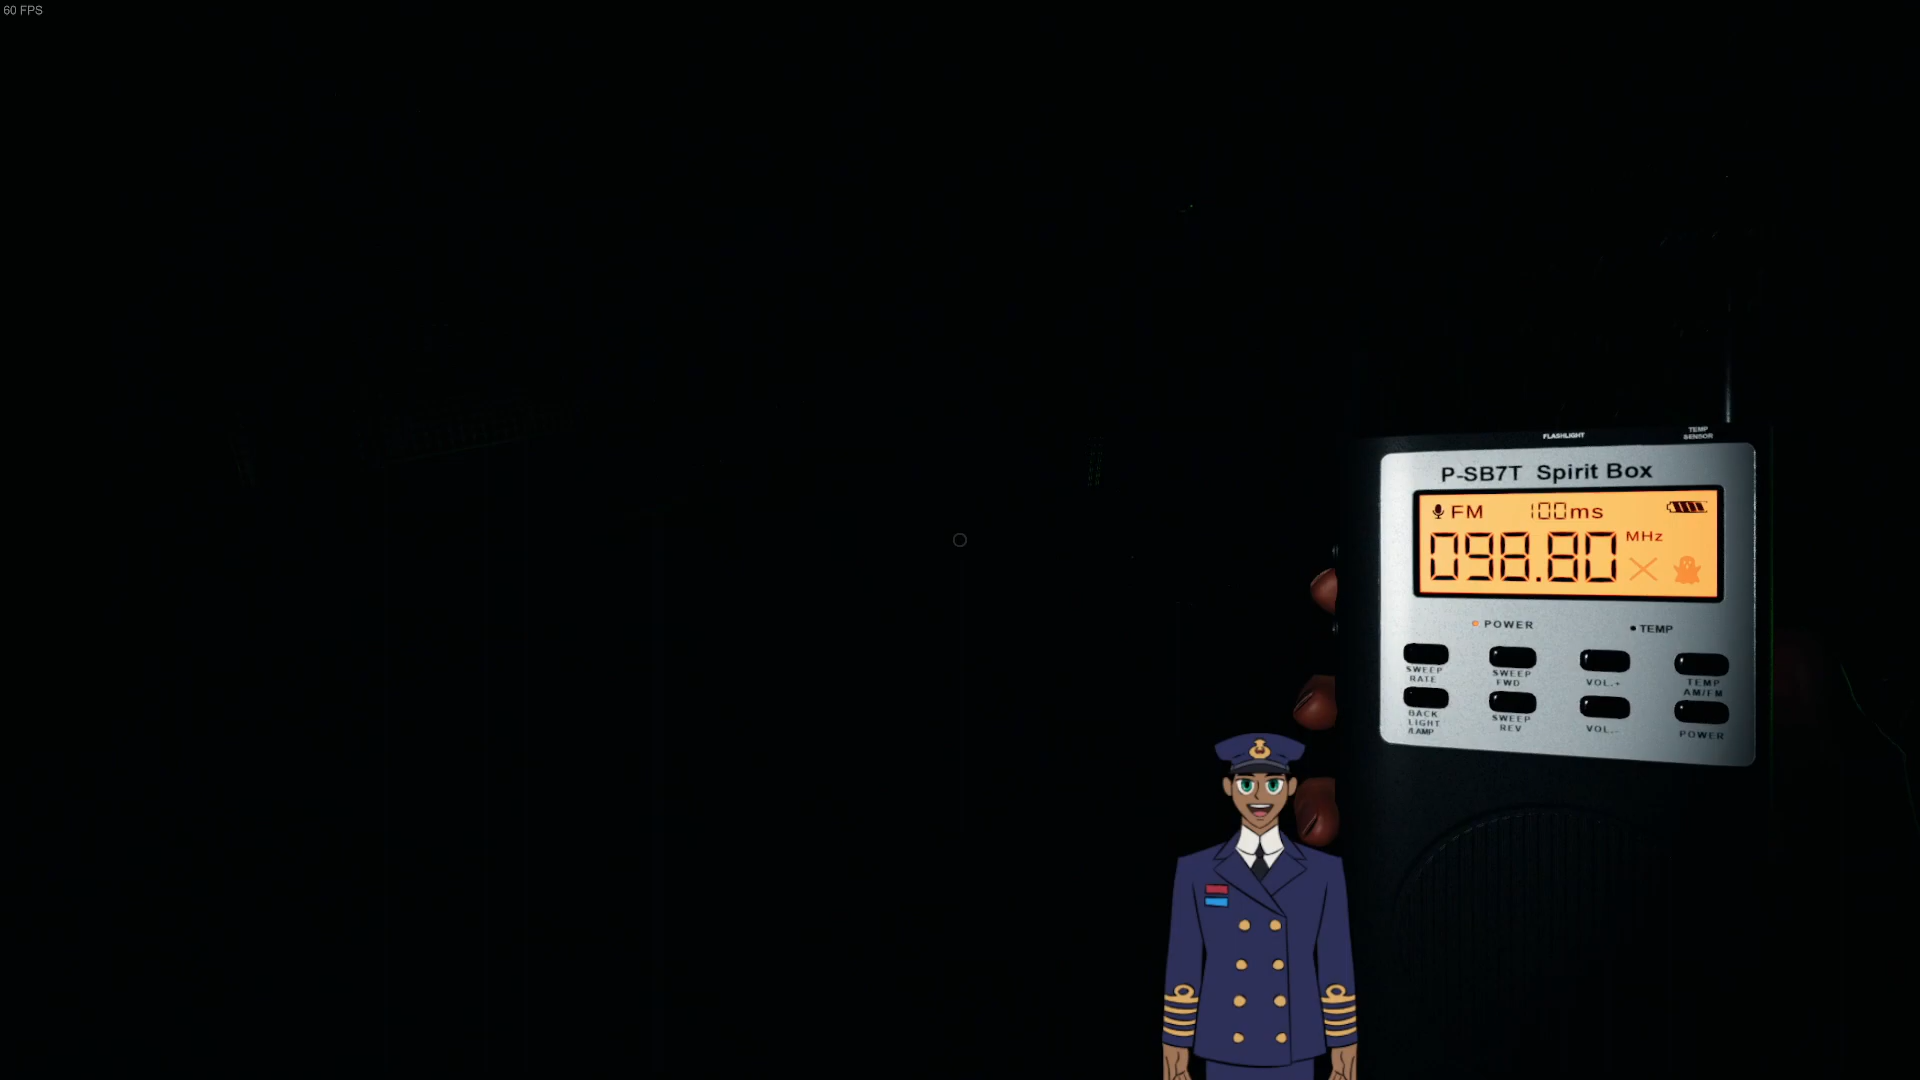 60 FPS
FLASHLIGHT
TEMP
SENSOR
P-SB7T Spirit Box
FM 100ms
098.80 MHz
POWER
TEMP
SWEEP
RATE
SWEEP
FWD
VOL.+
TEMP
AM/FM
BACK
LIGHT
/LAMP
SWEEP
REV
VOL.-
POWER